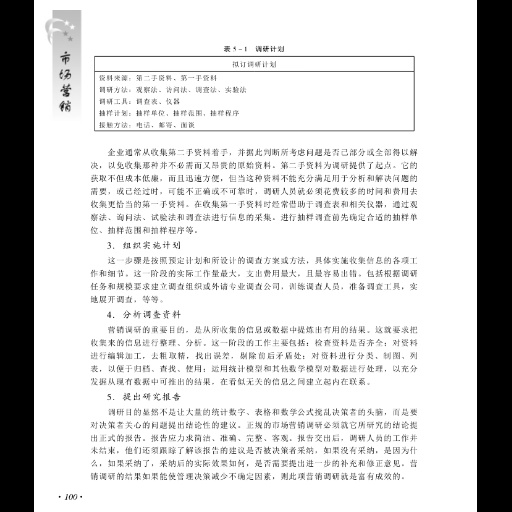 市场营销
表 5-1 调研计划
拟订调研计划
资料来源：第二手资料、第一手资料
调研方法：观察法、访问法、调查法、实验法
调研工具：调查表、仪器
抽样计划：抽样单位、抽样范围、抽样程序
接触方法：电话、邮寄、面谈
企业通常从收集第二手资料着手，并据此判断所考虑问题是否已部分或全部得以解
决，以免收集那种并不必需而又昂贵的原始资料。第二手资料为调研提供了起点。它的
获取不但成本低廉，而且迅速方便，但当这种资料不能充分满足用于分析和解决问题的
需要，或已经过时，可能不正确或不可靠时，调研人员就必须花费较多的时间和费用去
收集更恰当的第一手资料。在收集第一手资料时经常借助于调查表和相关仪器，通过观
察法、询问法、试验法和调查法进行信息的采集。进行抽样调查前先确定合适的抽样单
位、抽样范围和抽样程序等。
3. 组织实施计划
这一步骤是按照预定计划和所设计的调查方案或方法，具体实施收集信息的各项工
作和细节。这一阶段的实际工作量最大，支出费用最大，且最容易出错。包括根据调研
任务和规模要求建立调查组织或外请专业调查公司，训练调查人员，准备调查工具，实
地展开调查，等等。
4. 分析调查资料
营销调研的重要目的，是从所收集的信息或数据中提炼出有用的结果。这就要求把
收集来的信息进行整理、分析。这一阶段的工作主要包括：检查资料是否齐全；对资料
进行编辑加工，去粗取精，找出误差，剔除前后矛盾处；对资料进行分类、制图、列
表，以便于归档、查找、使用；运用统计模型和其他数学模型对数据进行处理，以充分
发掘从现有数据中可推出的结果，在看似无关的信息之间建立起内在联系。
5. 提出研究报告
调研目的显然不是让大量的统计数字、表格和数学公式搅乱决策者的头脑，而是要
对决策者关心的问题提出结论性的建议。正规的市场营销调研必须就它所研究的结论提
出正式的报告，报告应力求简洁、准确、完整、客观。报告交出后，调研人员的工作并
未结束，他们还须跟踪了解该报告的建议是否被决策者采纳，如果没有采纳，是因为什
么，如果采纳了，采纳后的实际效果如何，是否需要提出进一步的补充和修正意见。营
销调研的结果如果能使管理决策减少不确定因素，则此项营销调研就是富有成效的。
·100·